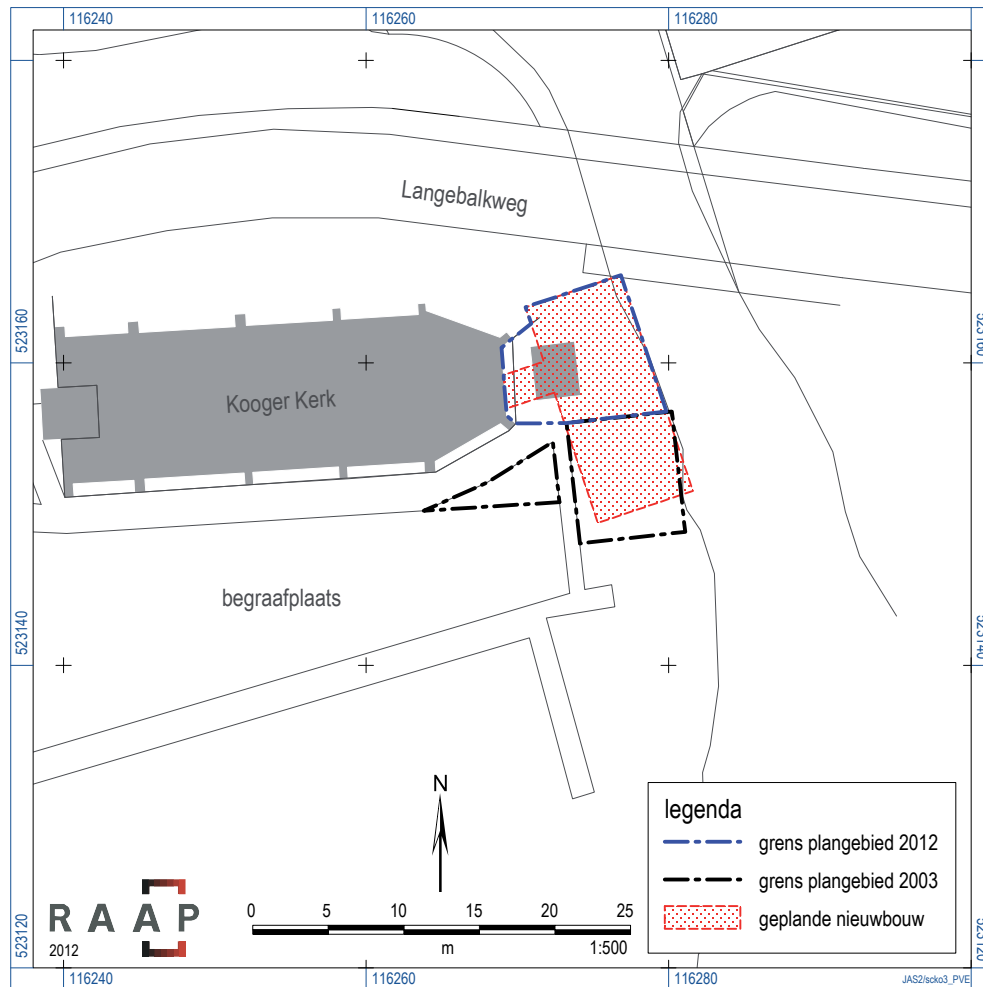 116240 116260 116280
Langebalkweg
523160 523160
Kooger Kerk
begraafplaats
523140 523140
N
legenda
grens plangebied 2012
grens plangebied 2003
geplande nieuwbouw
RAAP
2012
0 5 10 15 20 25
m 1:500
523120 523120
116240 116260 116280
JAS2/scko3_PVE